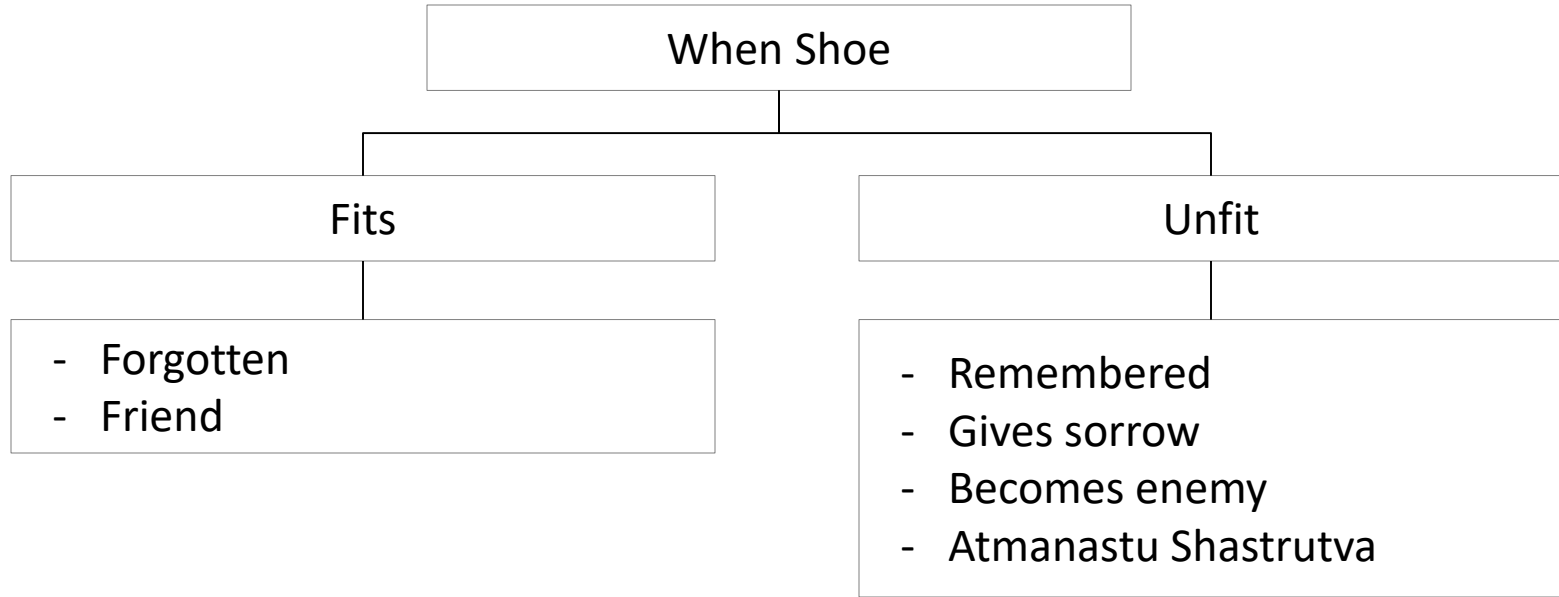 When Shoe
Fits
Unfit
- Forgotten
- Friend
- Remembered
- Gives sorrow
- Becomes enemy
- Atmanastu Shastrutva